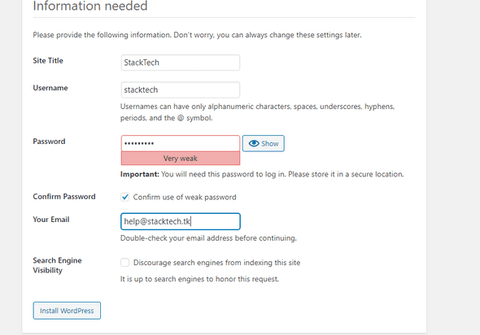 Information needed
Please provide the following information. Don't worry, you can always change these settings later.
Site Title
StackTech
Username
stacktech
Usernames can have only alphanumeric characters, spaces, underscores, hyphens,
periods, and the @ symbol.
Password
•••••••••
Show
Very weak
Important: You will need this password to log in. Please store it in a secure location.
Confirm Password
Confirm use of weak password
Your Email
help@stacktech.tk
Double-check your email address before continuing.
Search Engine
Visibility
Discourage search engines from indexing this site
It is up to search engines to honor this request.
Install WordPress